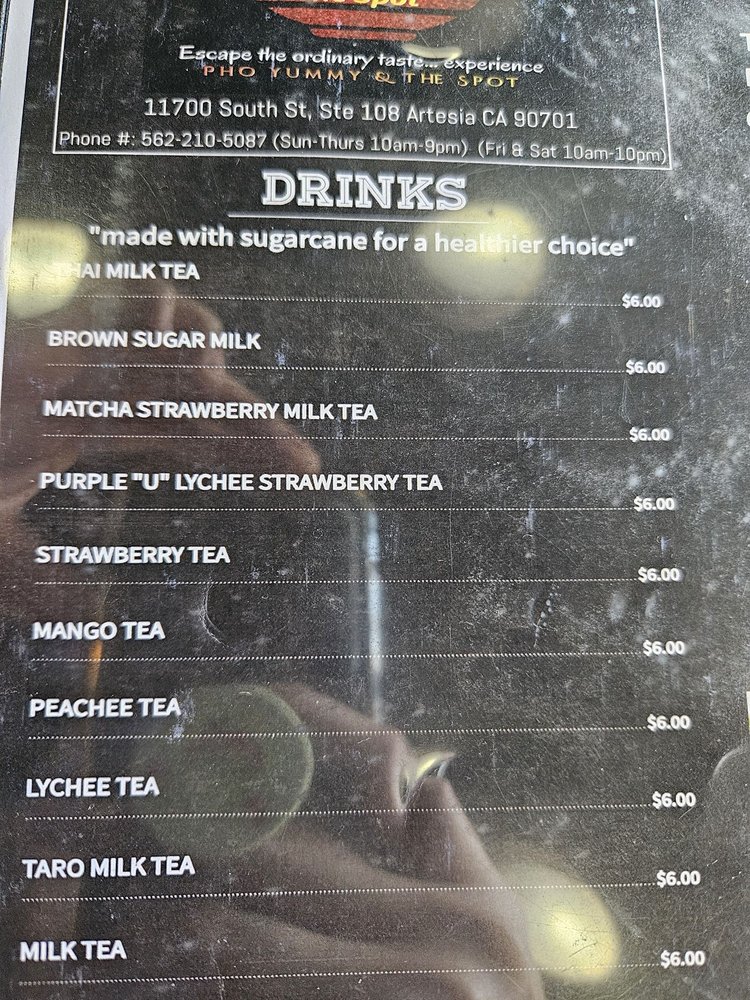 Spot
Escape the ordinary taste... experience
PHO YUMMY & THE SPOT
11700 South St, Ste 108 Artesia CA 90701
Phone #: 562-210-5087 (Sun-Thurs 10am-9pm) (Fri & Sat 10am-10pm)
DRINKS
"made with sugarcane for a healthier choice"
THAI MILK TEA
$6.00
BROWN SUGAR MILK
$6.00
MATCHA STRAWBERRY MILK TEA
$6.00
PURPLE "U" LYCHEE STRAWBERRY TEA
$6.00
STRAWBERRY TEA
$6.00
MANGO TEA
$6.00
PEACHEE TEA
$6.00
LYCHEE TEA
$6.00
TARO MILK TEA
$6.00
MILK TEA
$6.00